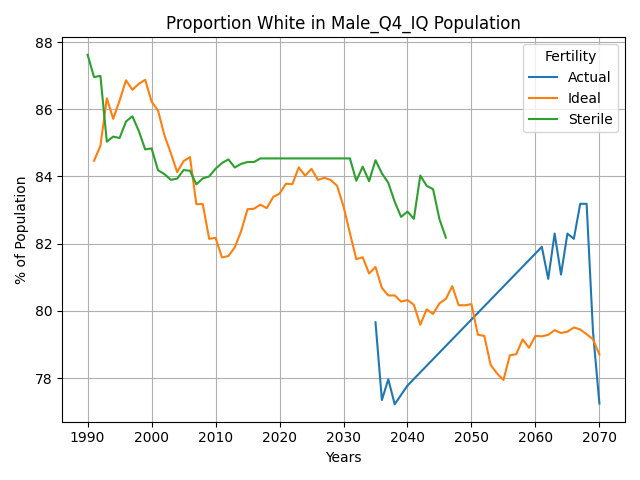 Proportion White in Male_Q4_IQ Population
88
86
84
82
80
78
% of Population
Fertility
Actual
Ideal
Sterile
1990 2000 2010 2020 2030 2040 2050 2060 2070
Years